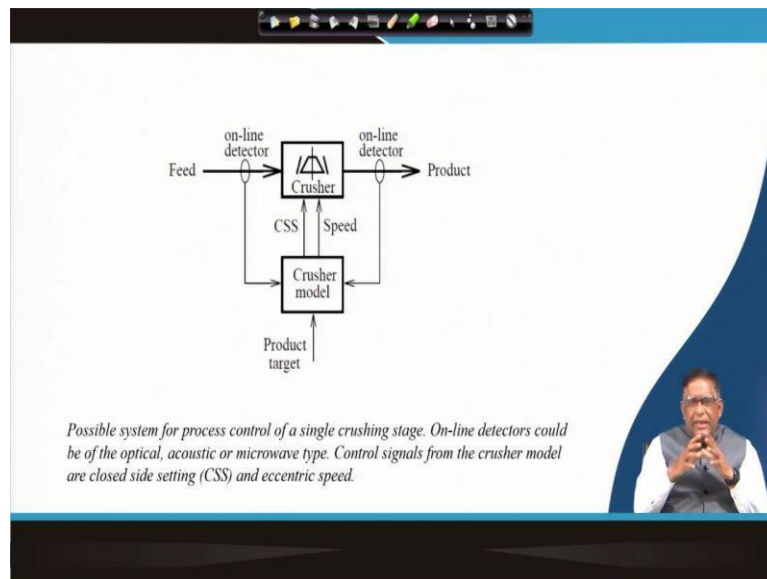 on-line
detector
on-line
detector
Feed
Product
Crusher
CSS
Speed
Crusher
model
Product
target
Possible system for process control of a single crushing stage. On-line detectors could
be of the optical, acoustic or microwave type. Control signals from the crusher model
are closed side setting (CSS) and eccentric speed.